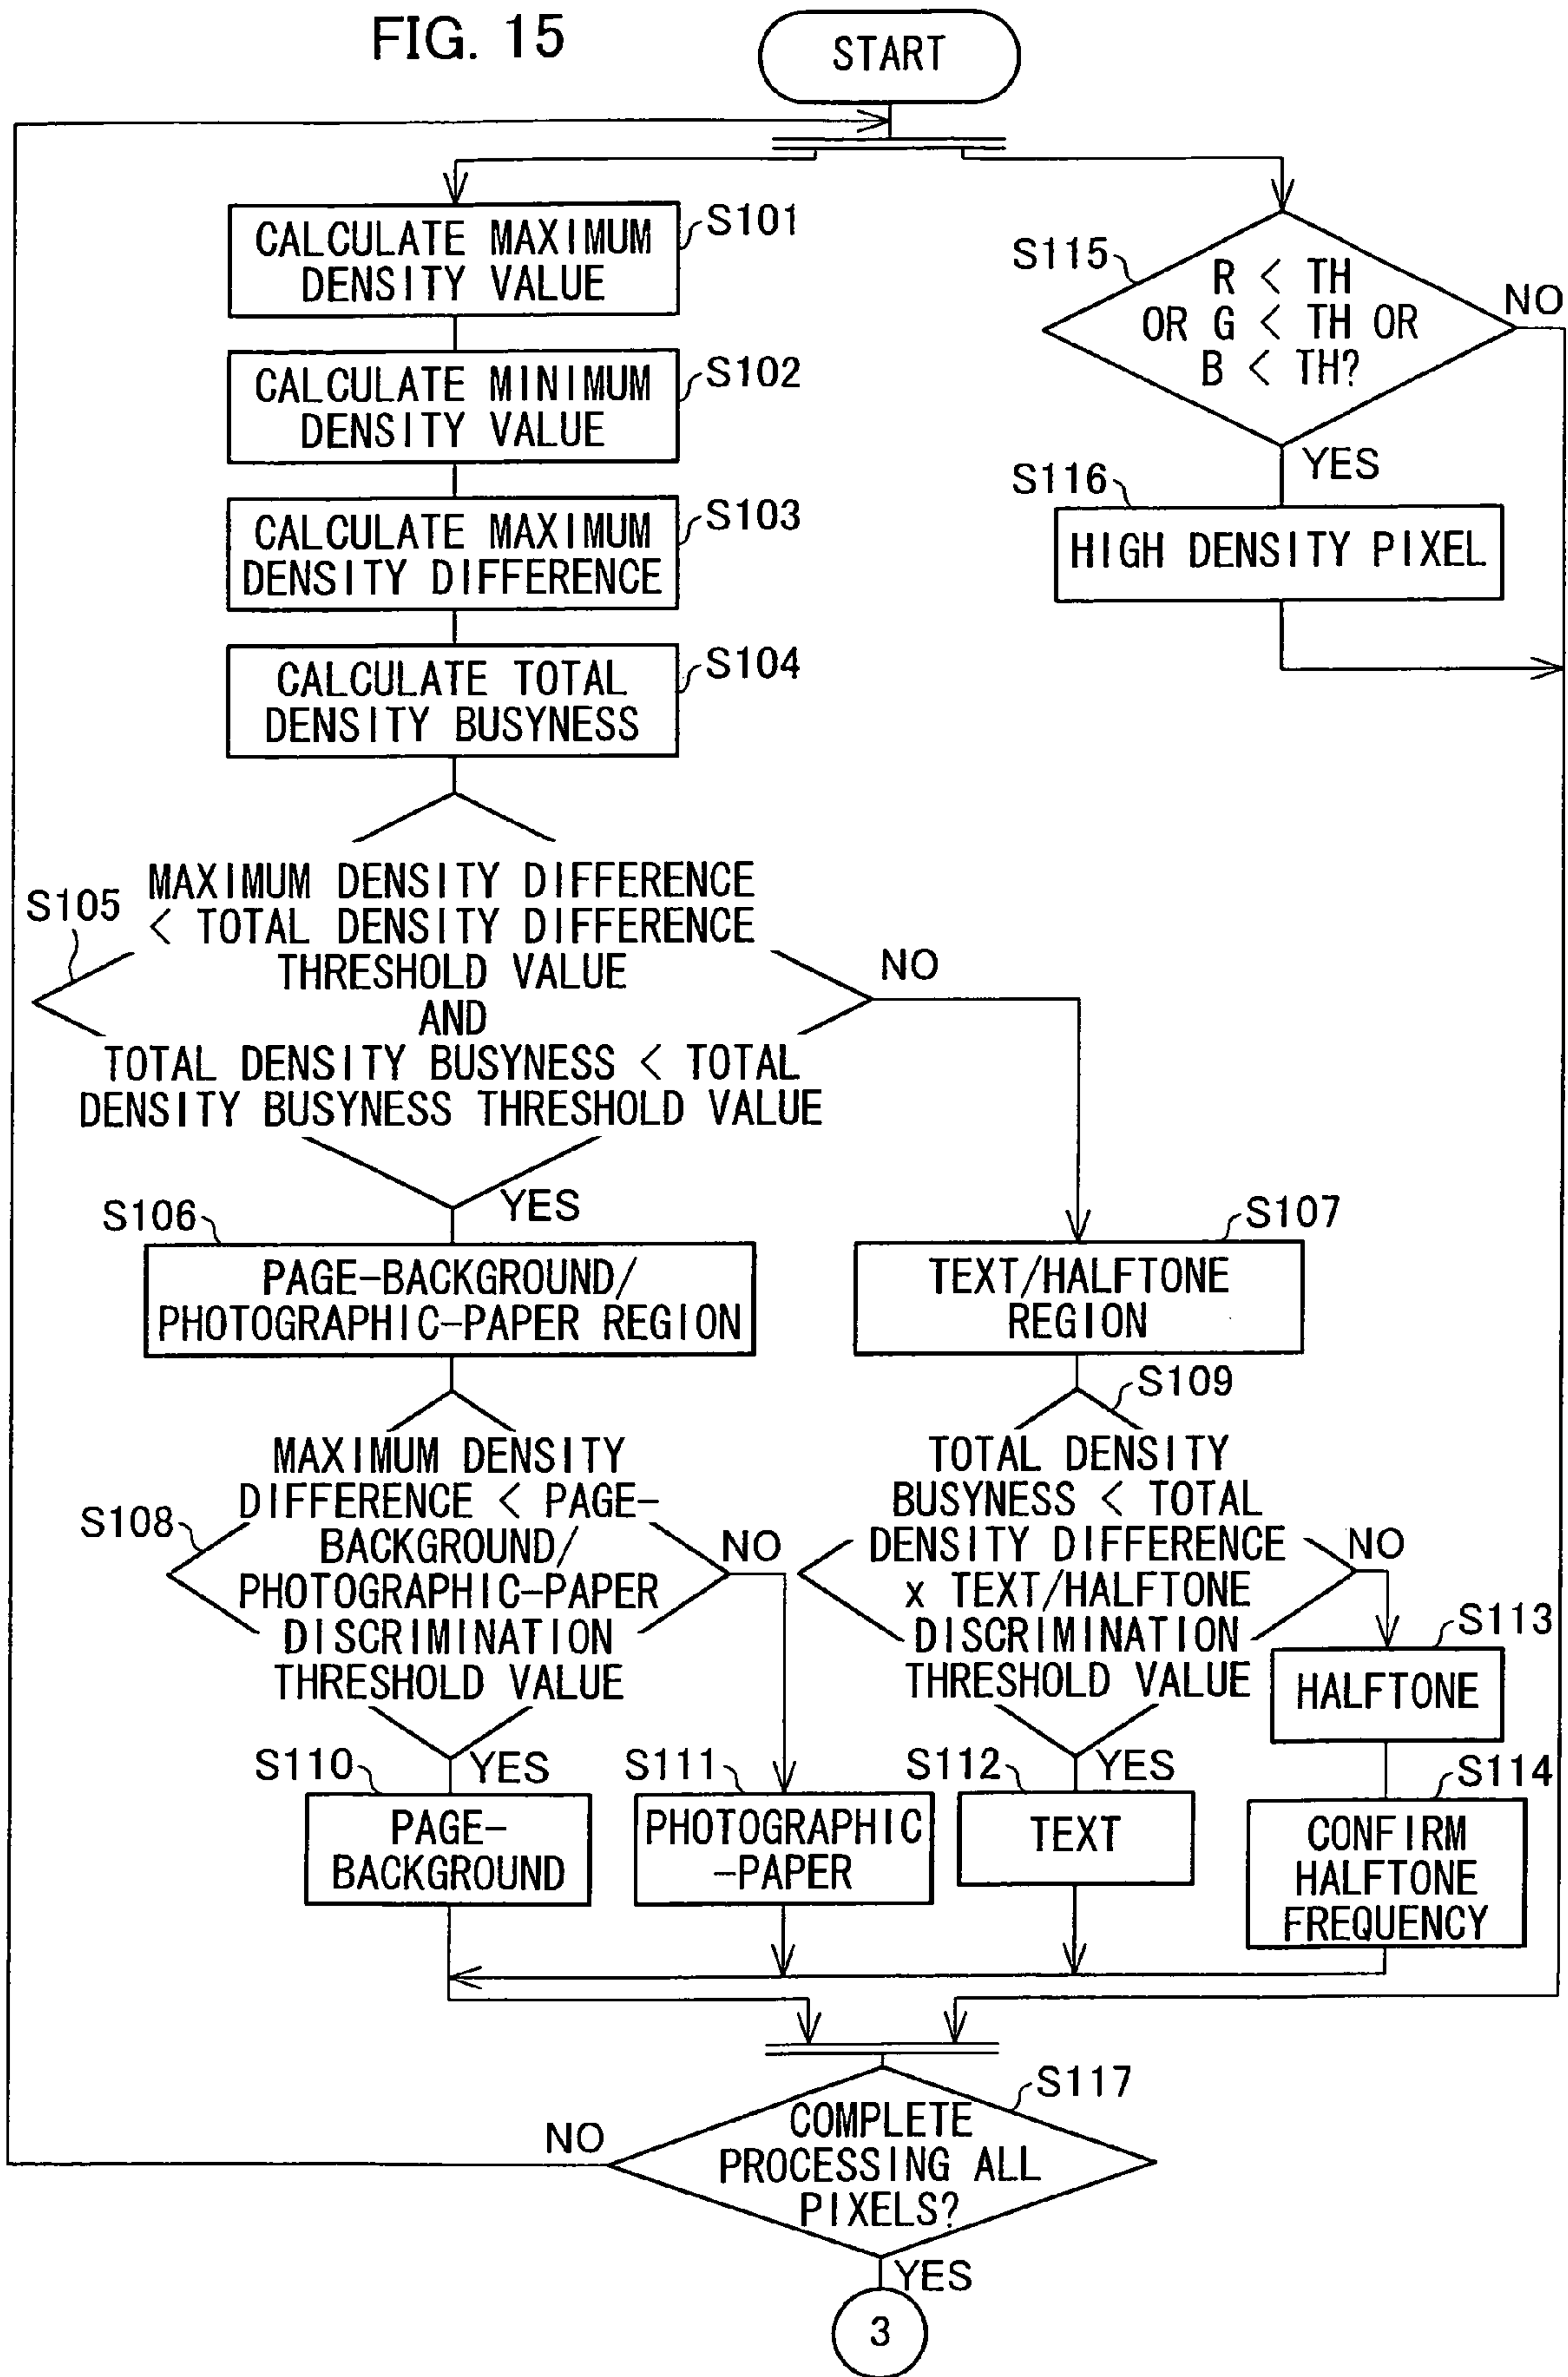 FIG. 15
START
S101
CALCULATE MAXIMUM
DENSITY VALUE
S102
CALCULATE MINIMUM
DENSITY VALUE
S103
CALCULATE MAXIMUM
DENSITY DIFFERENCE
S104
CALCULATE TOTAL
DENSITY BUSYNESS
S115
R < TH
OR G < TH OR
B < TH?
NO
YES
S116
HIGH DENSITY PIXEL
S105
MAXIMUM DENSITY DIFFERENCE
< TOTAL DENSITY DIFFERENCE
THRESHOLD VALUE
AND
TOTAL DENSITY BUSYNESS < TOTAL
DENSITY BUSYNESS THRESHOLD VALUE
NO
YES
S106
PAGE-BACKGROUND/
PHOTOGRAPHIC-PAPER REGION
S107
TEXT/HALFTONE
REGION
S108
MAXIMUM DENSITY
DIFFERENCE < PAGE-
BACKGROUND/
PHOTOGRAPHIC-PAPER
DISCRIMINATION
THRESHOLD VALUE
NO
YES
S109
TOTAL DENSITY
BUSYNESS < TOTAL
DENSITY DIFFERENCE
x TEXT/HALFTONE
DISCRIMINATION
THRESHOLD VALUE
NO
YES
S110
PAGE-
BACKGROUND
S111
PHOTOGRAPHIC
-PAPER
S112
TEXT
S113
HALFTONE
S114
CONFIRM
HALFTONE
FREQUENCY
S117
COMPLETE
PROCESSING ALL
PIXELS?
NO
YES
3